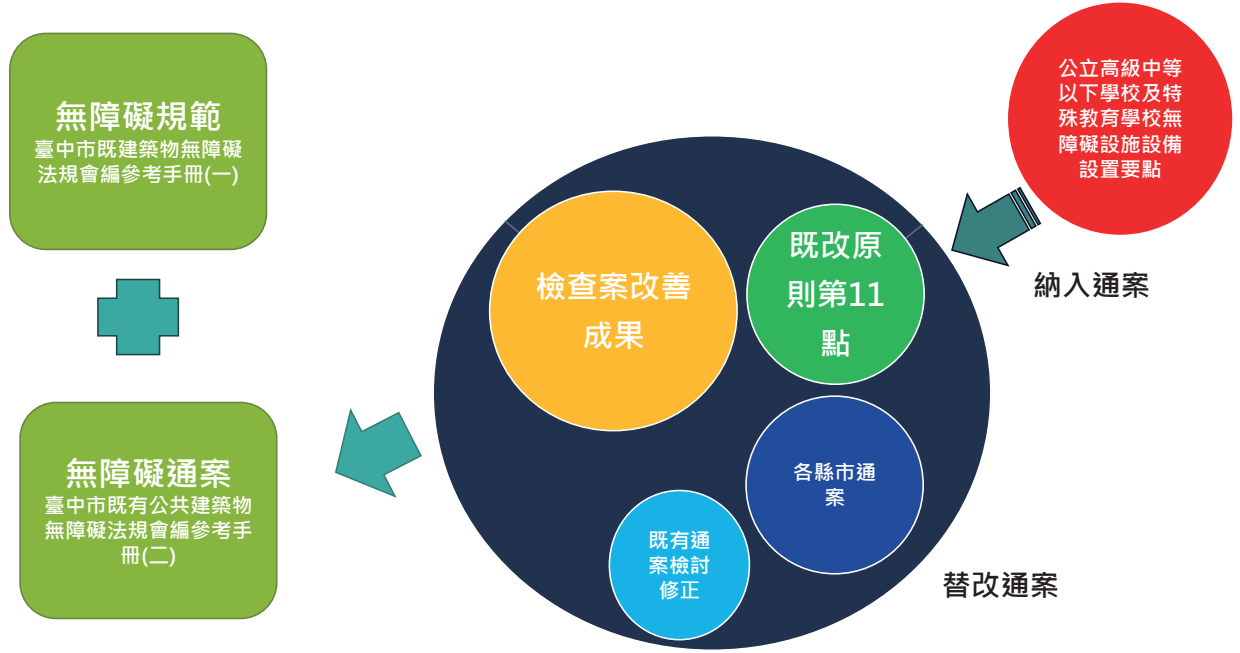 無障礙規範
臺中市既建築物無障礙
法規會編參考手冊(一)
無障礙通案
臺中市既有公共建築物
無障礙法規會編參考手
冊(二)
檢查案改善
成果
既改原
則第11
點
各縣市通
案
既有通
案檢討
修正
替改通案
公立高級中等
以下學校及特
殊教育學校無
障礙設施設備
設置要點
納入通案